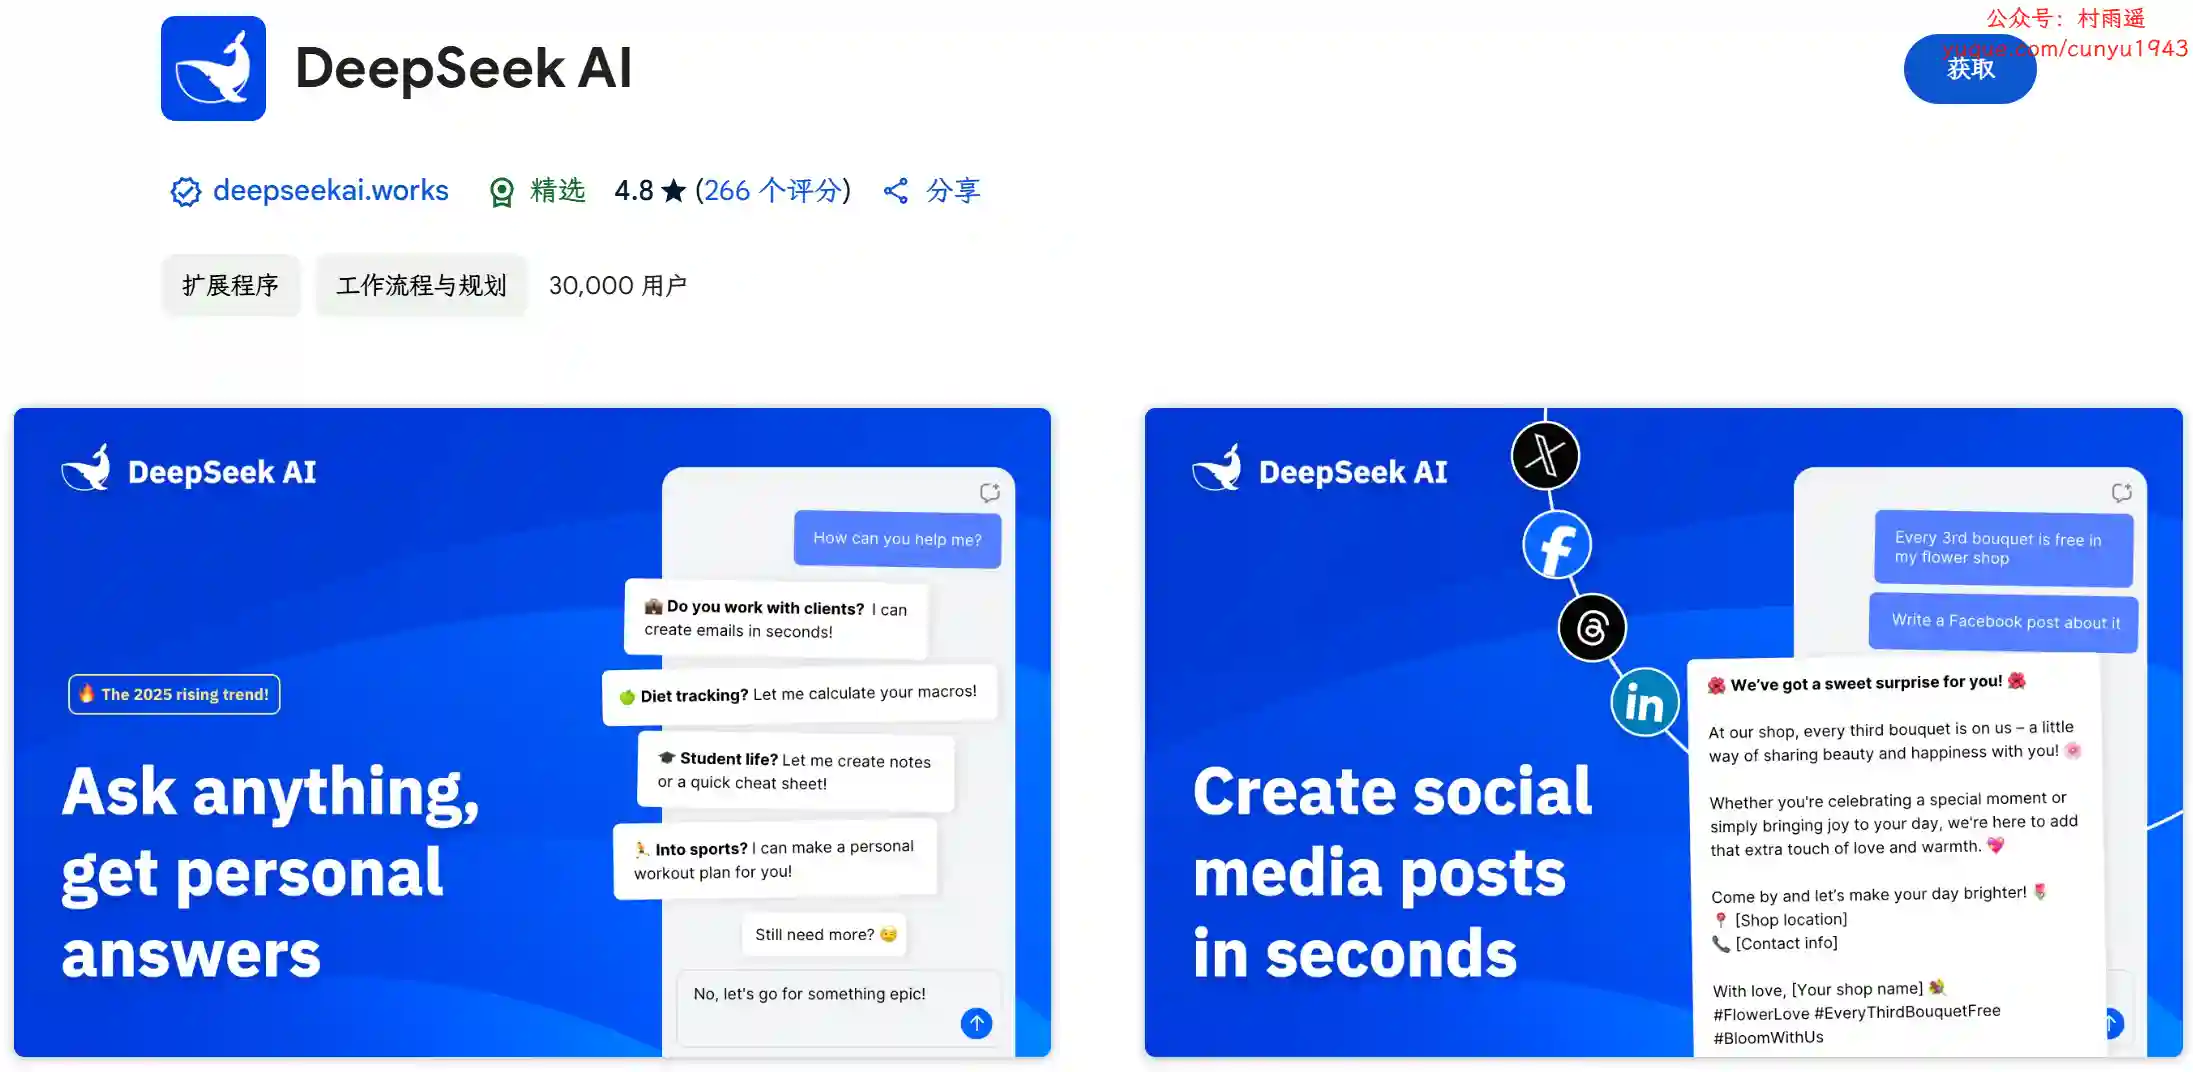 公众号：村雨遥
yuque.com/cunyu1943
DeepSeek AI
获取
deepseekai.works
精选
4.8 ★ (266 个评分)
分享
扩展程序
工作流程与规划
30,000 用户
DeepSeek AI
🔥 The 2025 rising trend!
Ask anything,
get personal
answers
How can you help me?
💼 Do you work with clients? I can
create emails in seconds!
🍏 Diet tracking? Let me calculate your macros!
🎓 Student life? Let me create notes
or a quick cheat sheet!
🏃 Into sports? I can make a personal
workout plan for you!
Still need more? 🤓
No, let's go for something epic!
DeepSeek AI
Create social
media posts
in seconds
X
f
in
Every 3rd bouquet is free in
my flower shop
Write a Facebook post about it
🌺 We've got a sweet surprise for you! 🌺
At our shop, every third bouquet is on us – a little
way of sharing beauty and happiness with you! 🌸
Whether you're celebrating a special moment or
simply bringing joy to your day, we're here to add
that extra touch of love and warmth. 💖
Come by and let's make your day brighter! 🌷
📍 [Shop location]
📞 [Contact info]
With love, [Your shop name] 💐
#FlowerLove #EveryThirdBouquetFree
#BloomWithUs